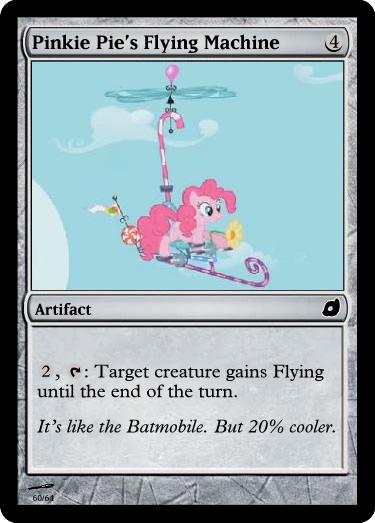 Pinkie Pie's Flying Machine 4
Artifact
2 , : Target creature gains Flying
until the end of the turn.
It's like the Batmobile. But 20% cooler.
60/64